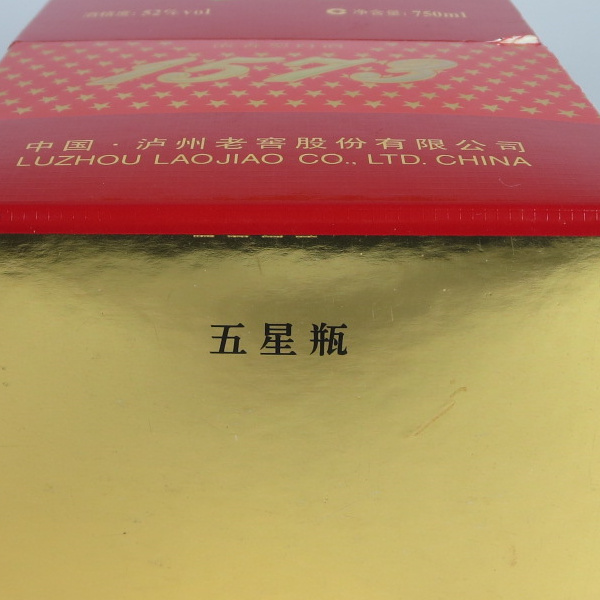 酒精度: 52%vol 净含量: 750ml
1573
中国·泸州老窖股份有限公司
LUZHOU LAOJIAO CO., LTD. CHINA
五星瓶